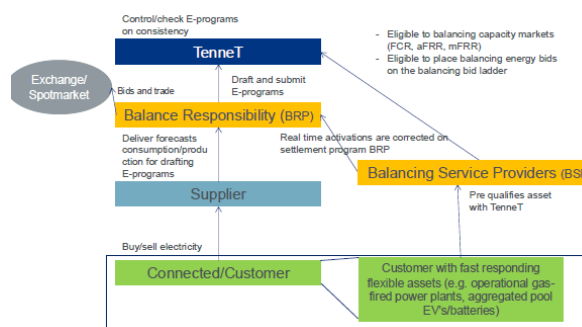 Control/check E-programs
on consistency
TenneT
- Eligible to balancing capacity markets
(FCR, aFRR, mFRR)
- Eligible to place balancing energy bids
on the balancing bid ladder
Exchange/
Spotmarket
Bids and trade
Draft and submit
E-programs
Balance Responsibility (BRP)
Deliver forecasts
consumption/produ
ction for drafting
E-programs
Real time activations are corrected on
settlement program BRP
Balancing Service Providers (BS
Pre qualifies asset
with TenneT
Supplier
Buy/sell electricity
Connected/Customer
Customer with fast responding
flexible assets (e.g. operational gas-
fired power plants, aggregated pool
EV's/batteries)